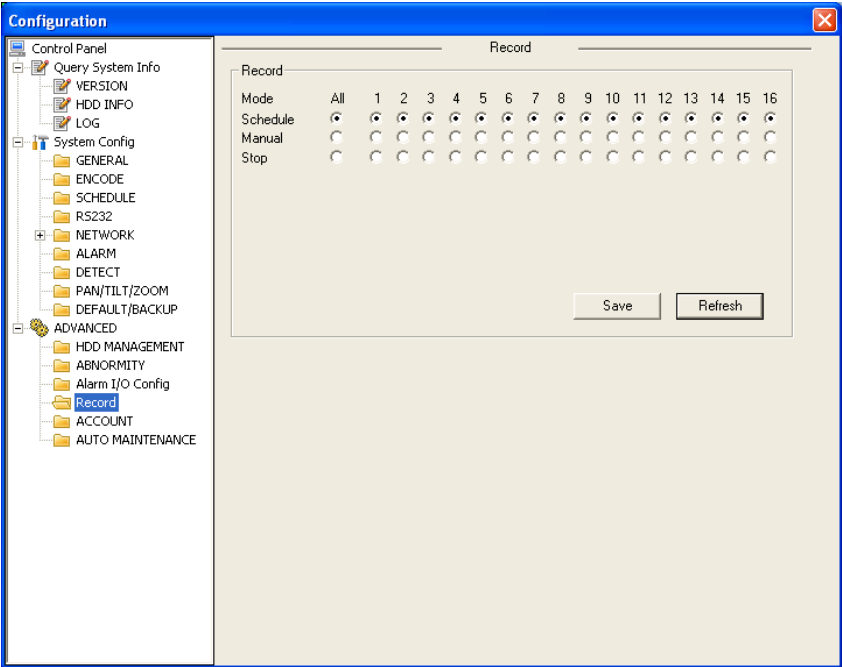 Configuration
Control Panel
Query System Info
VERSION
HDD INFO
LOG
System Config
GENERAL
ENCODE
SCHEDULE
RS232
NETWORK
ALARM
DETECT
PAN/TILT/ZOOM
DEFAULT/BACKUP
ADVANCED
HDD MANAGEMENT
ABNORMITY
Alarm I/O Config
Record
ACCOUNT
AUTO MAINTENANCE
Record
Record
Mode All 1 2 3 4 5 6 7 8 9 10 11 12 13 14 15 16
Schedule
Manual
Stop
Save Refresh